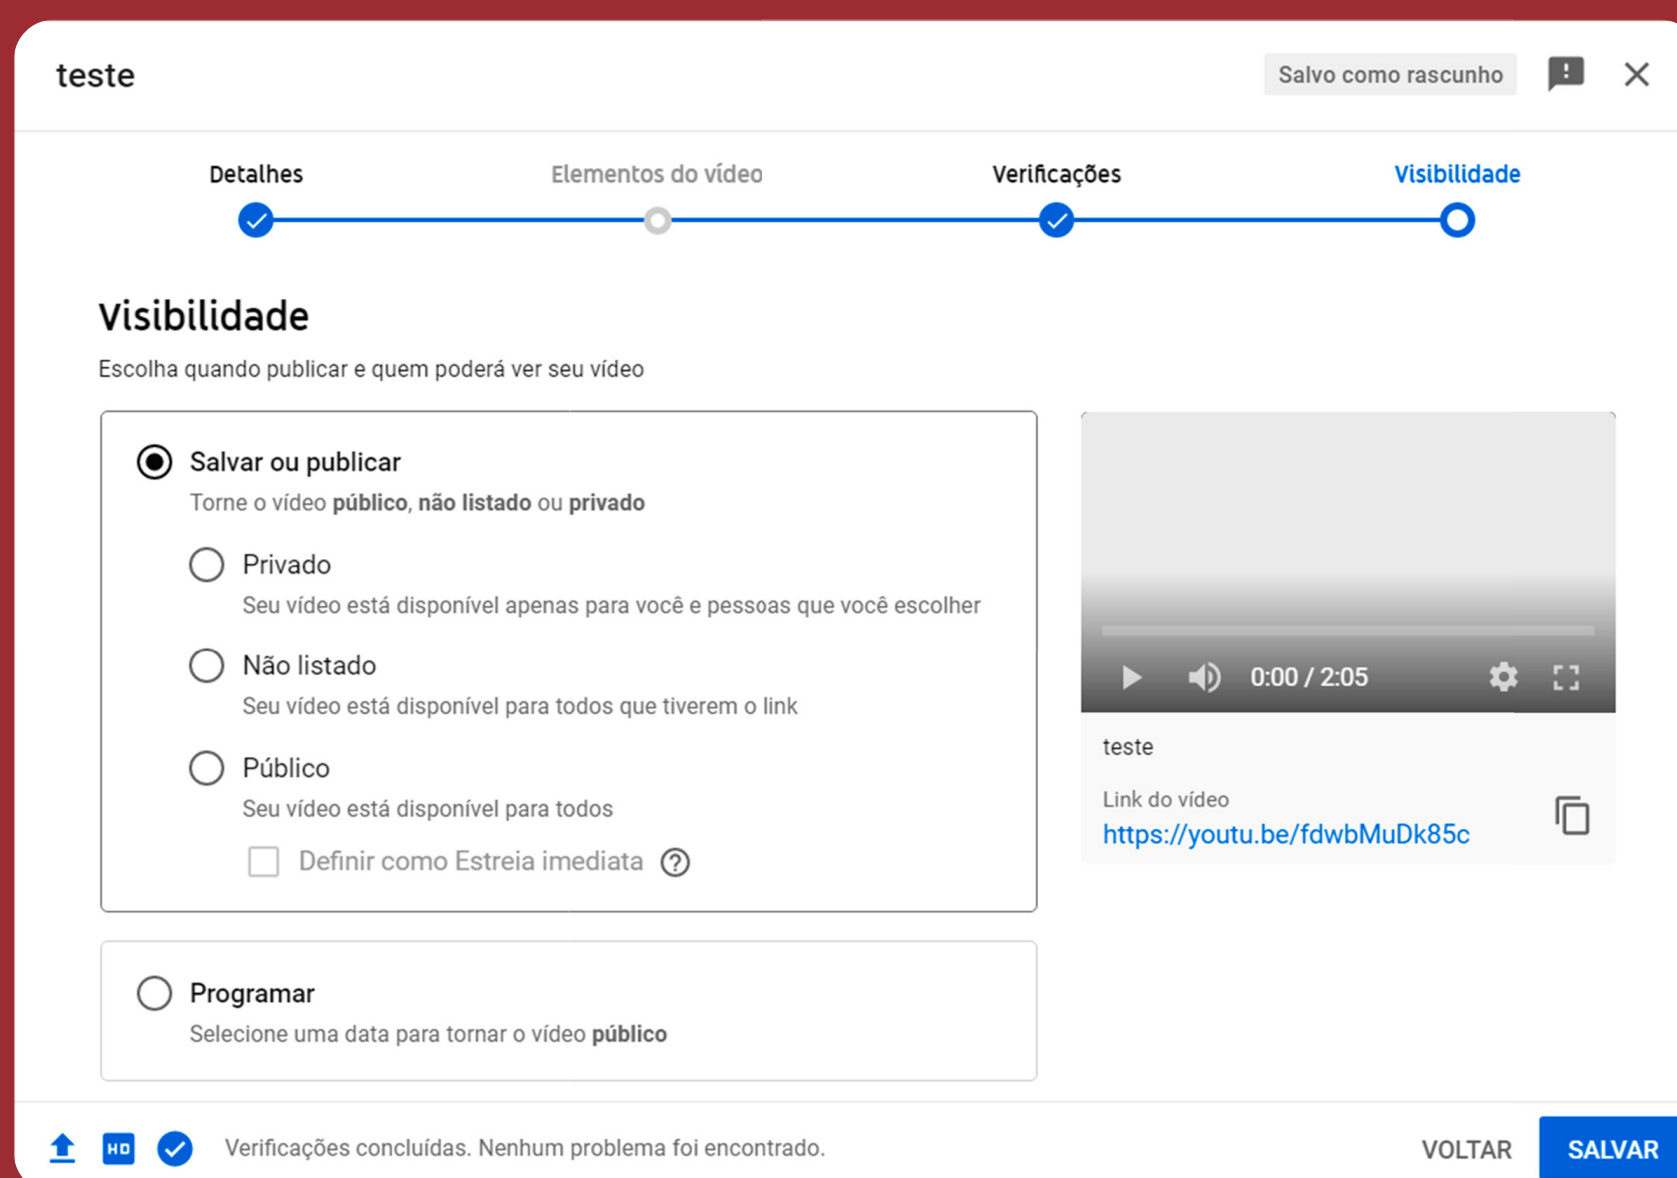 teste
Salvo como rascunho
Detalhes
Elementos do vídeo
Verificações
Visibilidade
Visibilidade
Escolha quando publicar e quem poderá ver seu vídeo
Salvar ou publicar
Torne o vídeo público, não listado ou privado
Privado
Seu vídeo está disponível apenas para você e pessoas que você escolher
Não listado
Seu vídeo está disponível para todos que tiverem o link
Público
Seu vídeo está disponível para todos
Definir como Estreia imediata
0:00 / 2:05
teste
Link do vídeo
https://youtu.be/fdwbMuDk85c
Programar
Selecione uma data para tornar o vídeo público
HD
Verificações concluídas. Nenhum problema foi encontrado.
VOLTAR
SALVAR